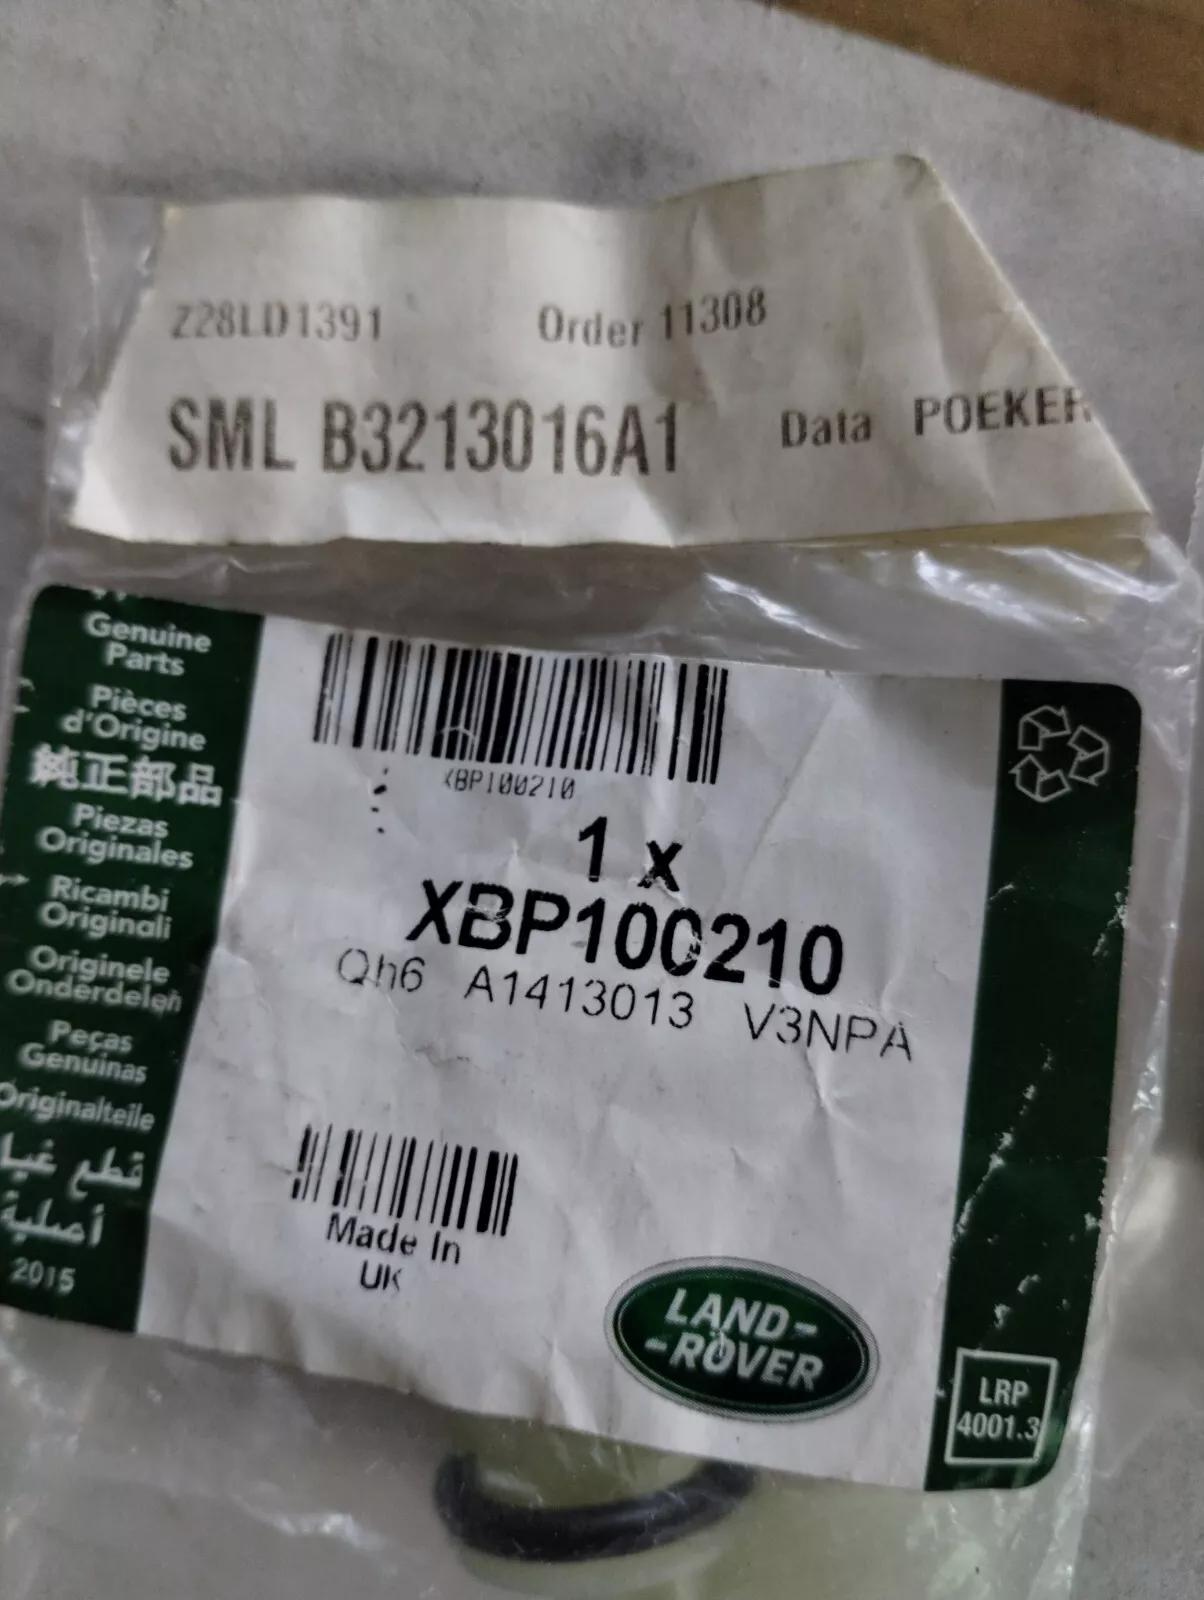 Z28LD1391 Order 11308
SML B3213016A1 Data POEKER
Genuine
Parts
Pièces
d'Origine
純正部品
Piezas
Originales
Ricambi
Originali
Originele
Onderdelen
Peças
Genuinas
Originalteile
قطع غيا
أصلية
2015
XBP100210
1 x
XBP100210
Qh6 A1413013 V3NPA
Made In
UK
LAND-
-ROVER
LRP
4001.3